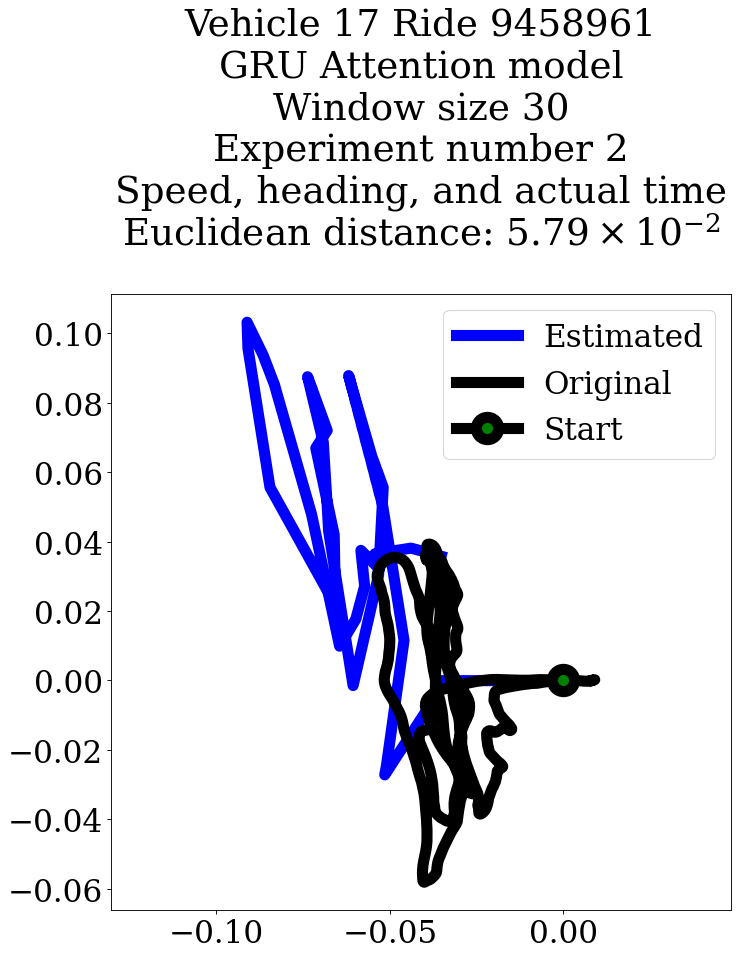 Vehicle 17 Ride 9458961
GRU Attention model
Window size 30
Experiment number 2
Speed, heading, and actual time
Euclidean distance: 5.79 × 10⁻²
Estimated
Original
Start
0.10
0.08
0.06
0.04
0.02
0.00
−0.02
−0.04
−0.06
−0.10
−0.05
0.00